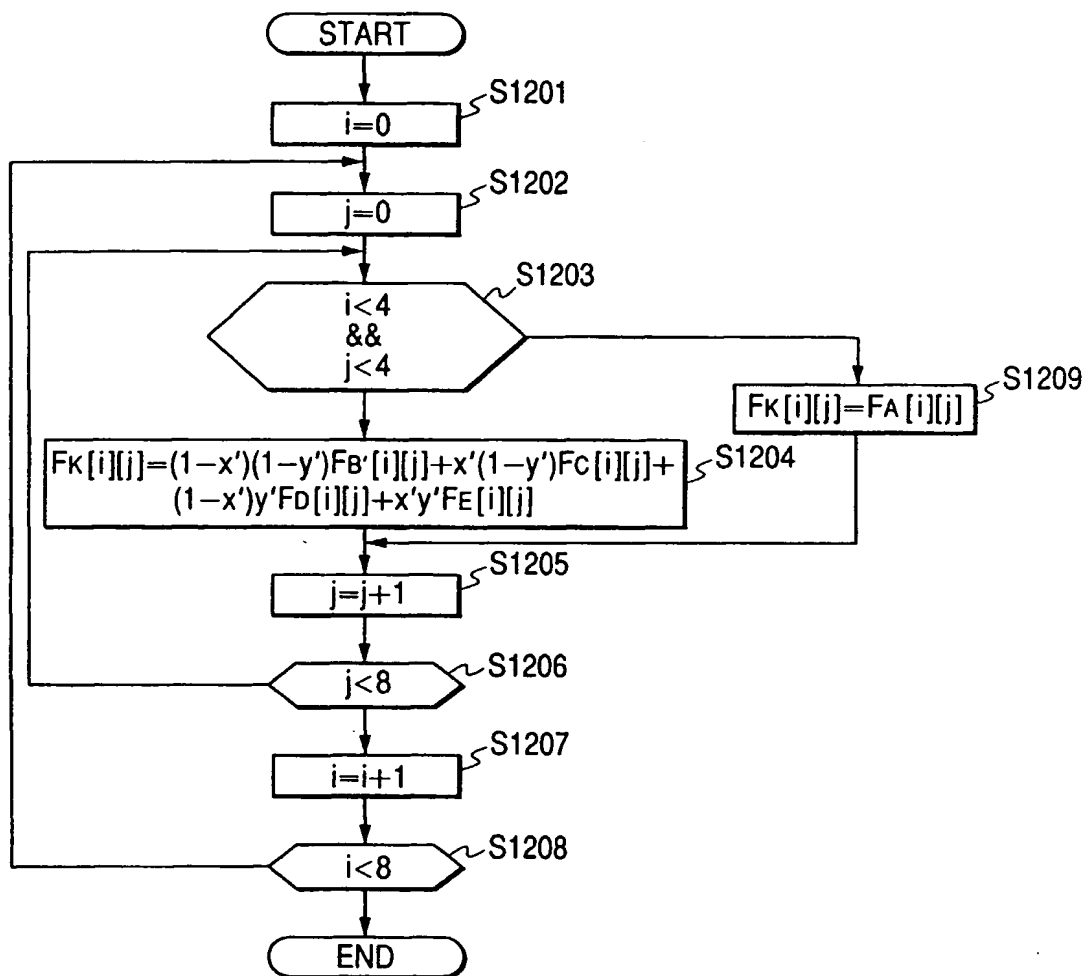 START
S1201
i=0
S1202
j=0
S1203
i<4
&&
j<4
S1209
FK[i][j]=FA[i][j]
S1204
FK[i][j]=(1−x′)(1−y′)FB′[i][j]+x′(1−y′)FC[i][j]+
(1−x′)y′FD[i][j]+x′y′FE[i][j]
S1205
j=j+1
S1206
j<8
S1207
i=i+1
S1208
i<8
END